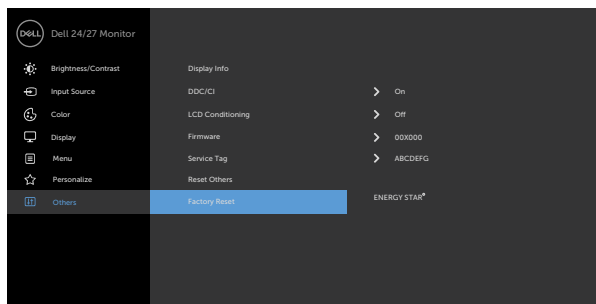 DELL Dell 24/27 Monitor
Brightness/Contrast Display Info
Input Source DDC/CI On
Color LCD Conditioning Off
Display Firmware 00X000
Menu Service Tag ABCDEFG
Personalize Reset Others
Others Factory Reset ENERGY STAR®